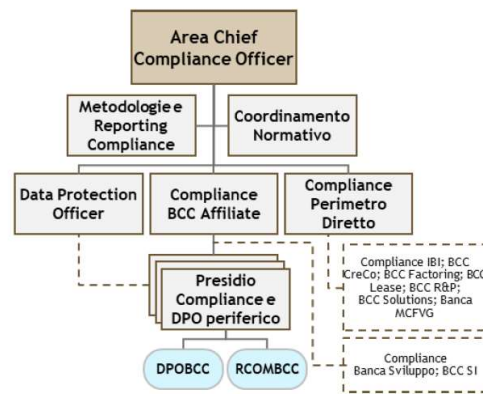 Area Chief
Compliance Officer
Metodologie e
Reporting
Compliance
Coordinamento
Normativo
Data Protection
Officer
Compliance
BCC Affiliate
Compliance
Perimetro
Diretto
Compliance IBI; BCC
CreCo; BCC Factoring; BCC
Lease; BCC R&P;
BCC Solutions; Banca
MCFVG
Presidio
Compliance e
DPO periferico
Compliance
Banca Sviluppo; BCC SI
DPOBCC
RCOMBCC